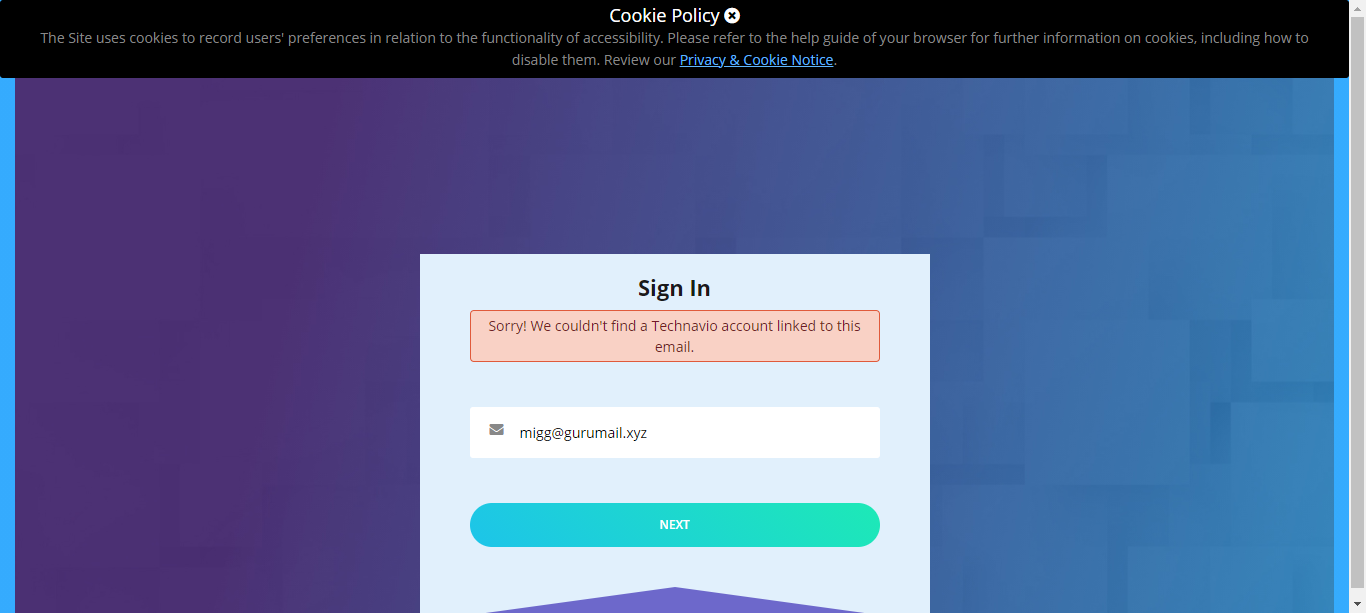 Cookie Policy
The Site uses cookies to record users' preferences in relation to the functionality of accessibility. Please refer to the help guide of your browser for further information on cookies, including how to
disable them. Review our Privacy & Cookie Notice.
Sign In
Sorry! We couldn't find a Technavio account linked to this
email.
migg@gurumail.xyz
NEXT